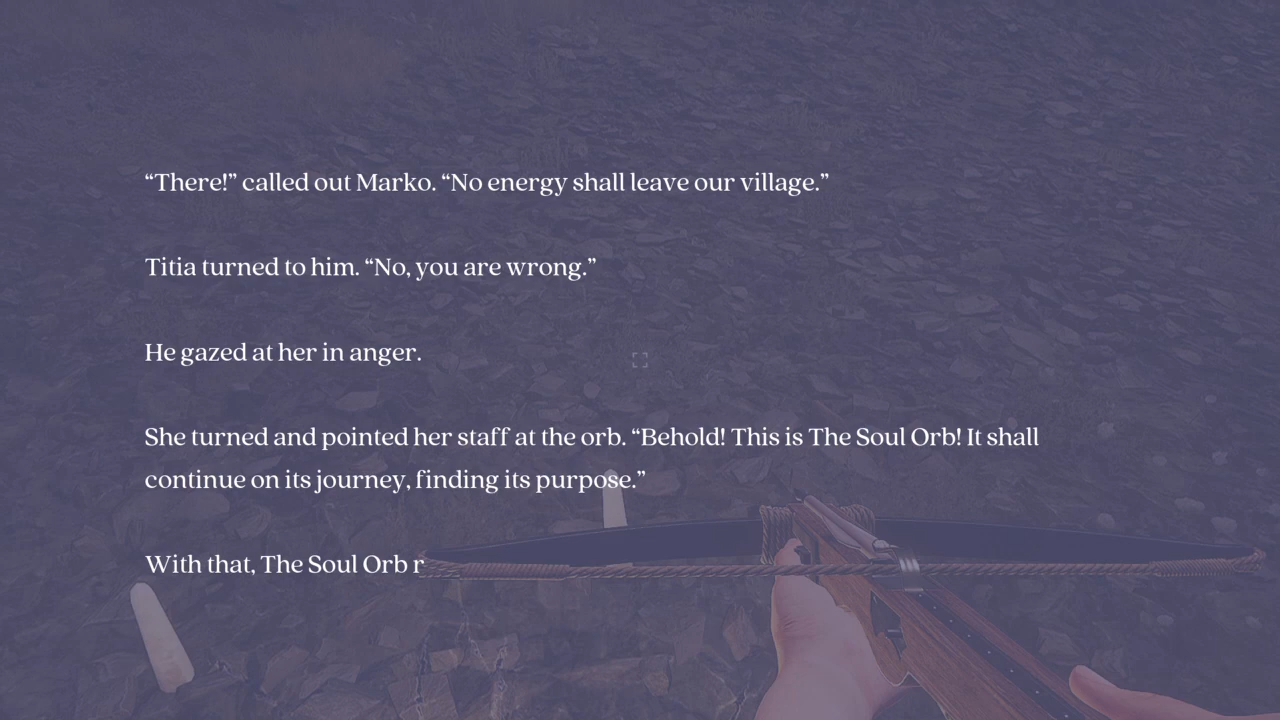 “There!” called out Marko. “No energy shall leave our village.”
Titia turned to him. “No, you are wrong.”
He gazed at her in anger.
She turned and pointed her staff at the orb. “Behold! This is The Soul Orb! It shall
continue on its journey, finding its purpose.”
With that, The Soul Orb r